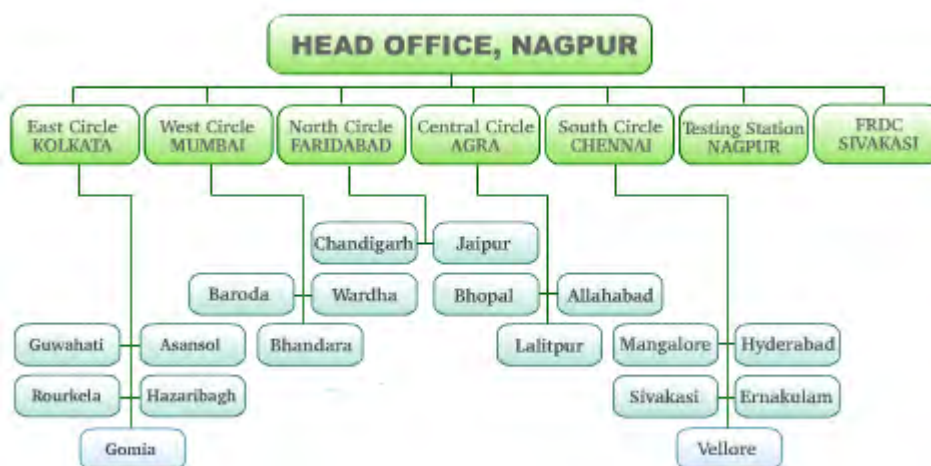 HEAD OFFICE, NAGPUR
East Circle
KOLKATA
West Circle
MUMBAI
North Circle
FARIDABAD
Central Circle
AGRA
South Circle
CHENNAI
Testing Station
NAGPUR
FRDC
SIVAKASI
Chandigarh
Jaipur
Baroda
Wardha
Bhopal
Allahabad
Guwahati
Asansol
Bhandara
Lalitpur
Mangalore
Hyderabad
Rourkela
Hazaribagh
Sivakasi
Ernakulam
Gomia
Vellore